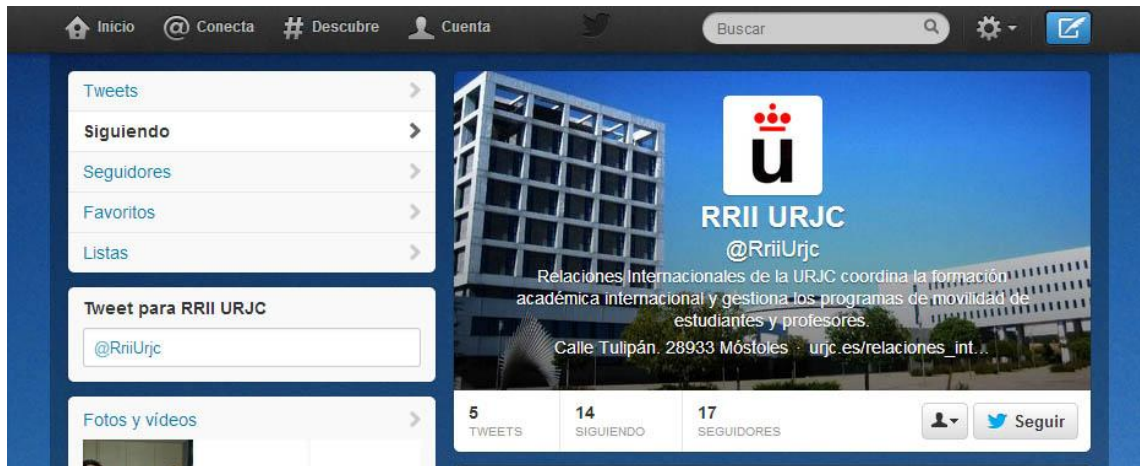 Inicio @ Conecta # Descubre Cuenta Buscar
Tweets
Siguiendo
Seguidores
Favoritos
Listas
Tweet para RRII URJC
@RriiUrjc
Fotos y vídeos
ü
RRII URJC
@RriiUrjc
Relaciones Internacionales de la URJC coordina la formación
académica internacional y gestiona los programas de movilidad de
estudiantes y profesores.
Calle Tulipán. 28933 Móstoles · urjc.es/relaciones_int...
5 14 17
TWEETS SIGUIENDO SEGUIDORES
Seguir